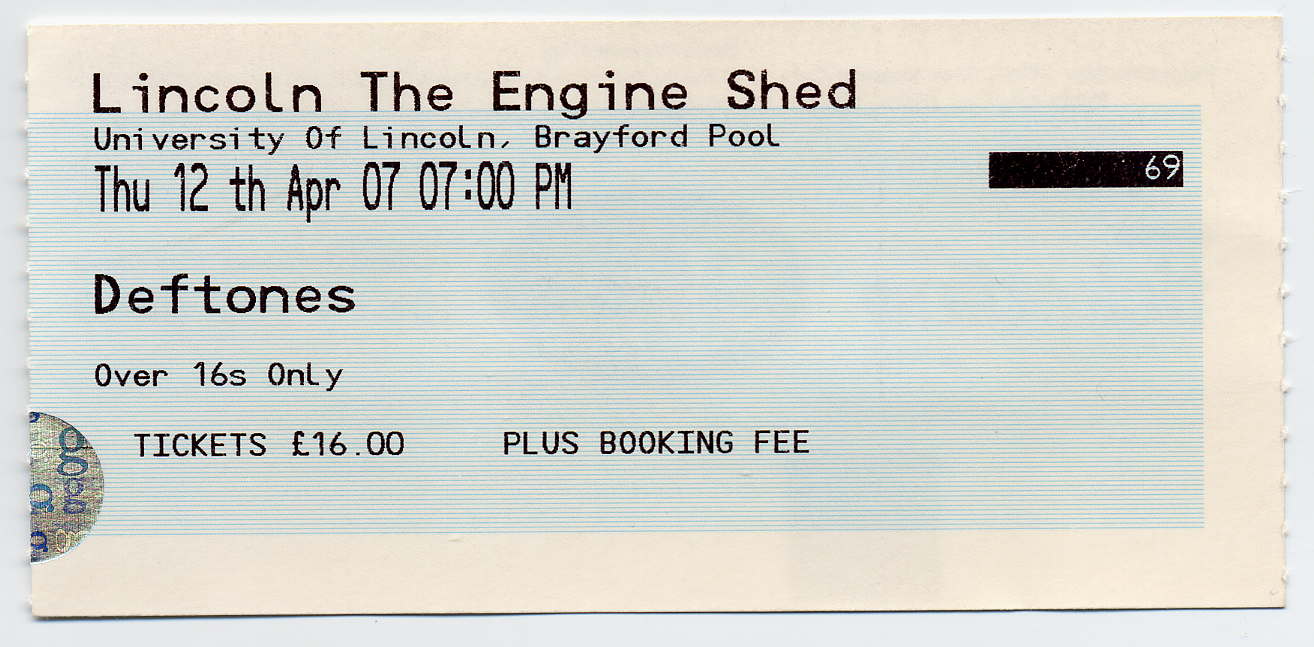 Lincoln The Engine Shed
University Of Lincoln, Brayford Pool
Thu 12 th Apr 07 07:00 PM
69
Deftones
Over 16s Only
TICKETS £16.00 PLUS BOOKING FEE